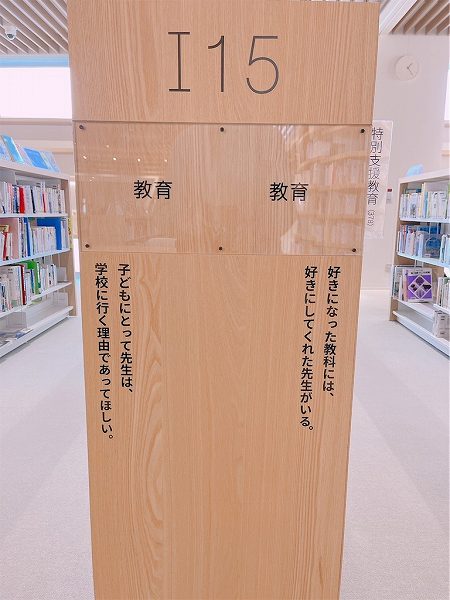 I15
教育
教育
特別支援教育(378)
好きになった教科には、
好きにしてくれた先生がいる。
子どもにとって先生は、
学校に行く理由であってほしい。